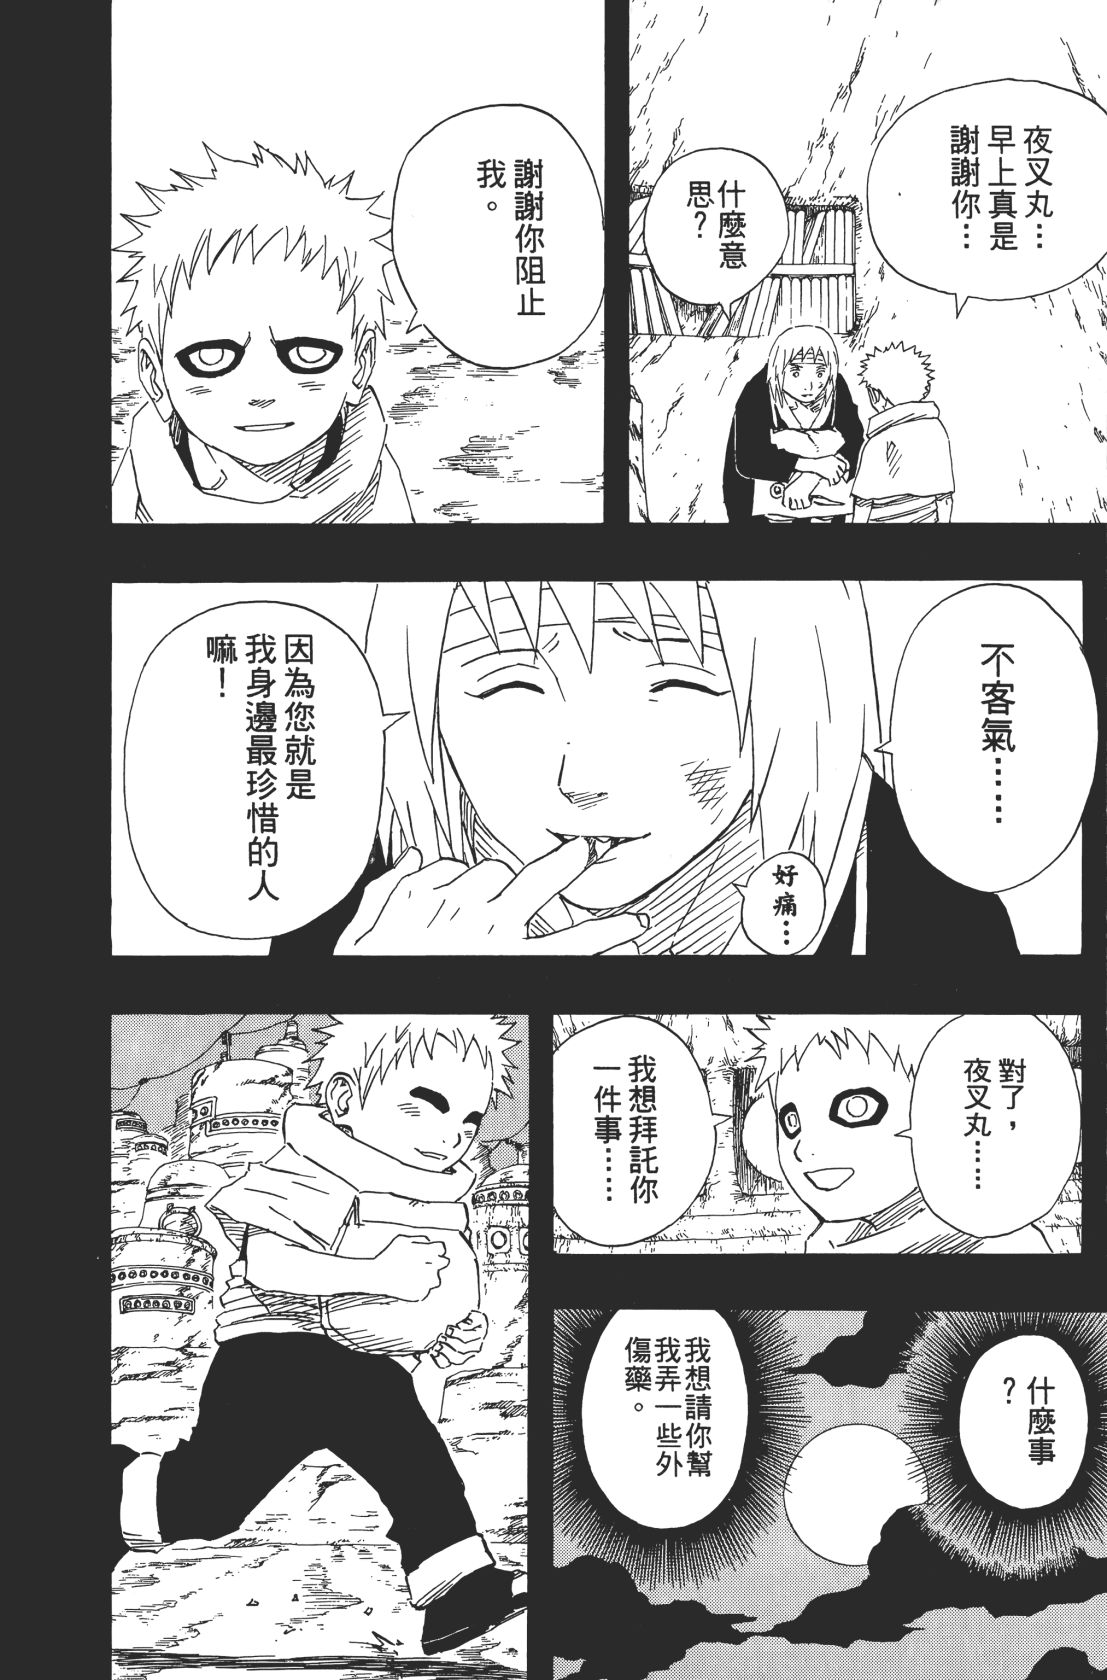 夜叉丸…
早上真是
謝謝你…
什麼意
思？
謝謝你阻止
我。
不客氣……
好痛…
因為您就是
我身邊最珍惜的人
嘛！
對了，
夜叉丸……
我想拜託你
一件事……
什麼事
？
我想請你幫
我弄一些外
傷藥。